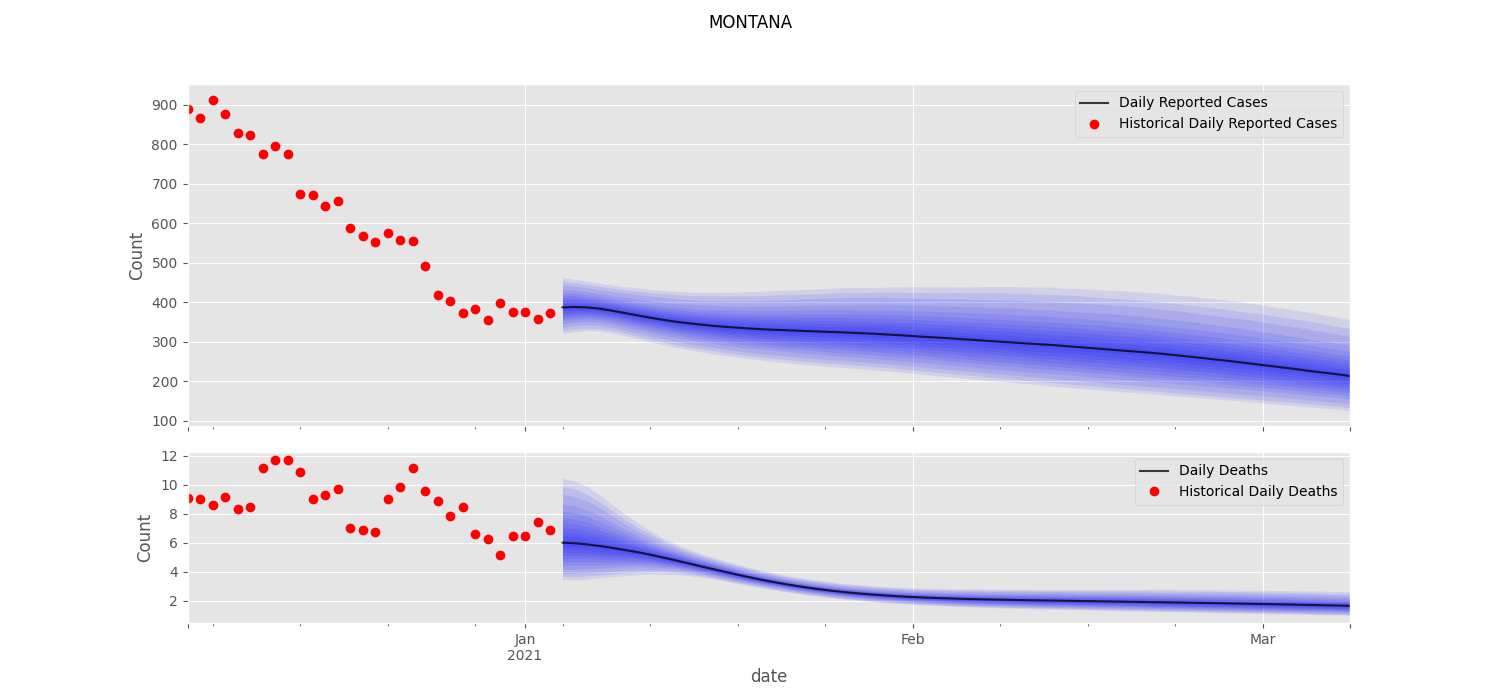 MONTANA
900
800
700
600
500
400
300
200
100
Count
Daily Reported Cases
Historical Daily Reported Cases
12
10
8
6
4
2
Count
Daily Deaths
Historical Daily Deaths
Jan
2021
Feb
Mar
date